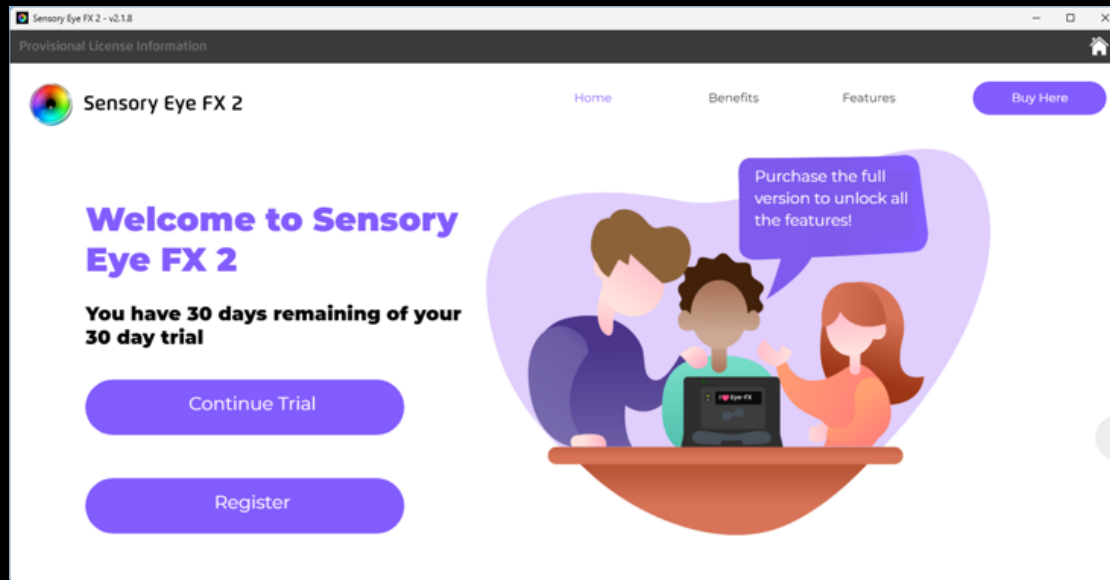 Sensory Eye FX 2 - v2.1.8
Provisional License Information
Sensory Eye FX 2
Home
Benefits
Features
Buy Here
Purchase the full
version to unlock all
the features!
Welcome to Sensory
Eye FX 2
You have 30 days remaining of your
30 day trial
Continue Trial
Register
I ❤ Eye-FX